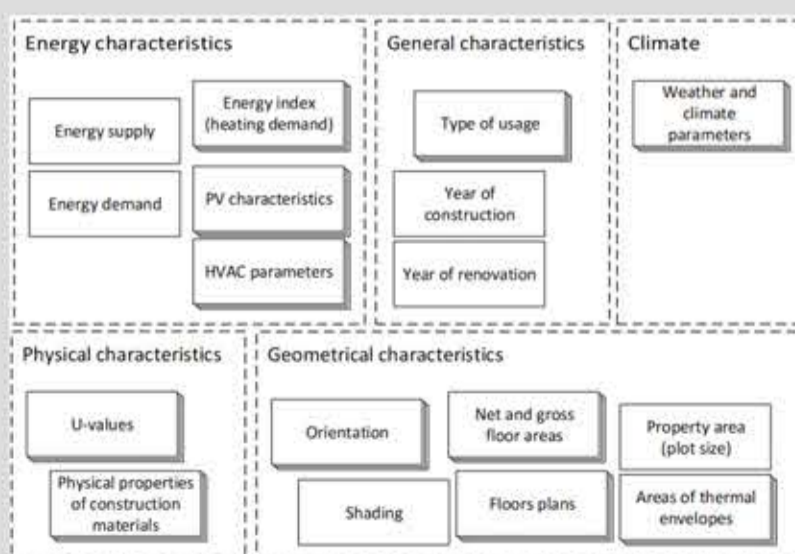 Energy characteristics
Energy supply
Energy index
(heating demand)
Energy demand
PV characteristics
HVAC parameters
General characteristics
Type of usage
Year of
construction
Year of renovation
Climate
Weather and
climate
parameters
Physical characteristics
U-values
Physical properties
of construction
materials
Geometrical characteristics
Orientation
Net and gross
floor areas
Property area
(plot size)
Shading
Floors plans
Areas of thermal
envelopes